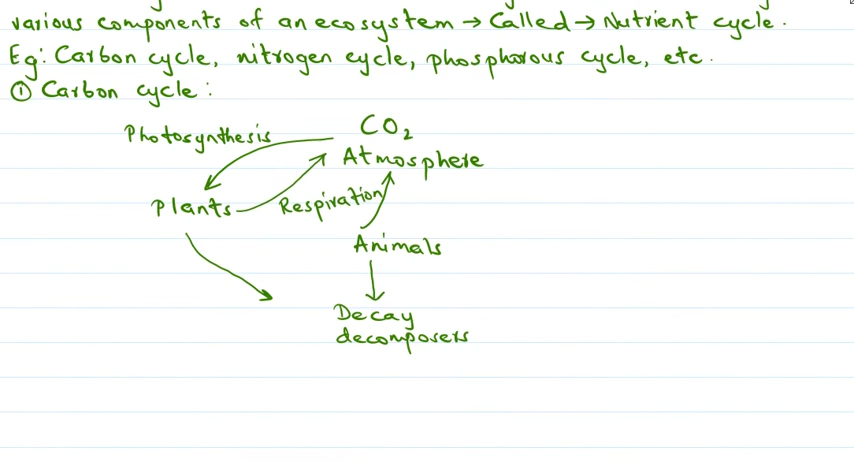 various components of an ecosystem → Called → Nutrient cycle.
Eg: Carbon cycle, nitrogen cycle, phosphorous cycle, etc.
① Carbon cycle:
Photosynthesis
CO₂
Atmosphere
Plants
Respiration
Animals
Decay
decomposers